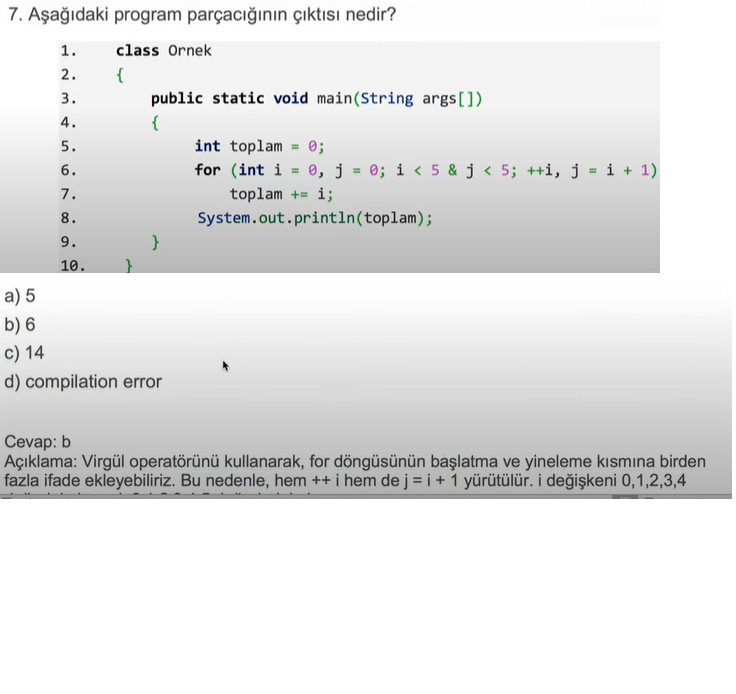 7. Aşağıdaki program parçacığının çıktısı nedir?
1. class Ornek
2. {
3. public static void main(String args[])
4. {
5. int toplam = 0;
6. for (int i = 0, j = 0; i < 5 & j < 5; ++i, j = i + 1)
7. toplam += i;
8. System.out.println(toplam);
9. }
10. }
a) 5
b) 6
c) 14
d) compilation error
Cevap: b
Açıklama: Virgül operatörünü kullanarak, for döngüsünün başlatma ve yineleme kısmına birden
fazla ifade ekleyebiliriz. Bu nedenle, hem ++ i hem de j = i + 1 yürütülür. i değişkeni 0,1,2,3,4